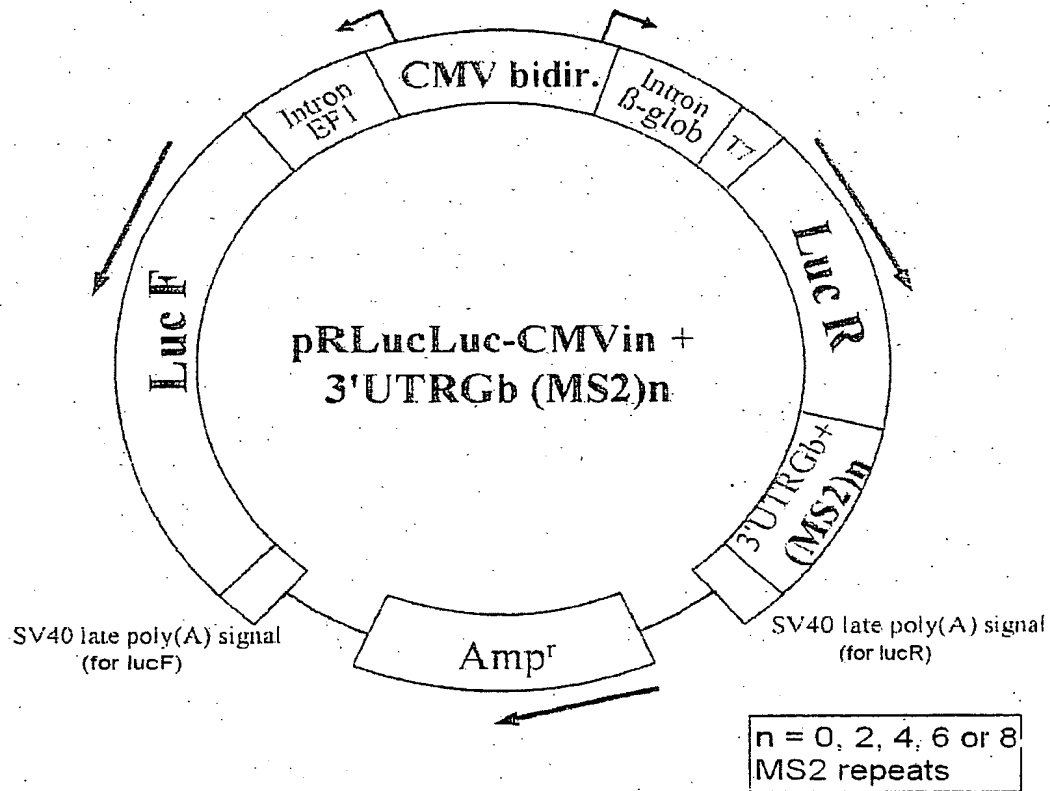 CMV bidir.
Intron
EF1
Intron
ß-glob
T7
Luc F
Luc R
pRLucLuc-CMVin +
3'UTRGb (MS2)n
3'UTRGb+
(MS2)n
SV40 late poly(A) signal
(for lucF)
Ampʳ
SV40 late poly(A) signal
(for lucR)
n = 0, 2, 4, 6 or 8
MS2 repeats